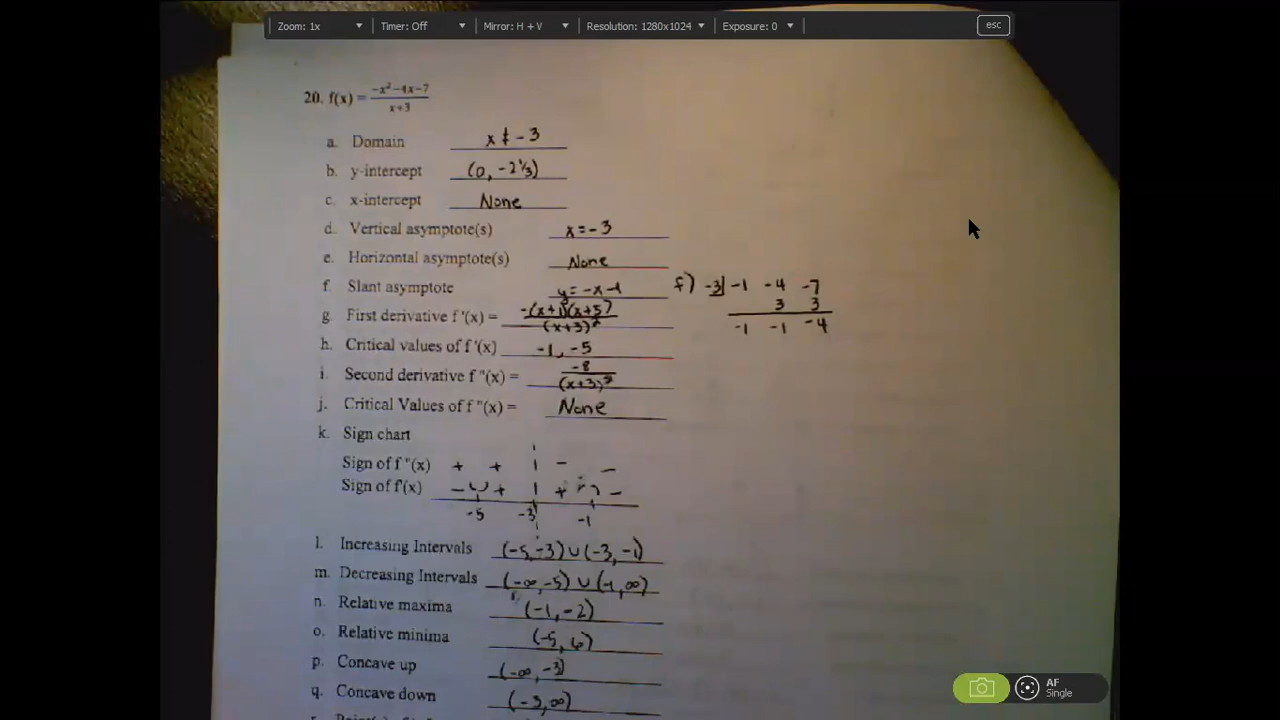 Zoom: 1x Timer: Off Mirror: H + V Resolution: 1280x1024 Exposure: 0 esc
20. f(x) = -x²-4x-7 / x+3
a. Domain x ≠ -3
b. y-intercept (0, -2 1/3)
c. x-intercept None
d. Vertical asymptote(s) x = -3
e. Horizontal asymptote(s) None
f. Slant asymptote y = -x-1
f) -3| -1 -4 -7
3 3
-1 -1 -4
g. First derivative f'(x) = -(x+1)(x+5) / (x+3)²
h. Critical values of f'(x) -1, -5
i. Second derivative f''(x) = -8 / (x+3)³
j. Critical Values of f''(x) = None
k. Sign chart
Sign of f''(x) + + | - -
Sign of f'(x) - + | + -
-5 -3 -1
l. Increasing Intervals (-5,-3) ∪ (-3, -1)
m. Decreasing Intervals (-∞, -5) ∪ (-1, ∞)
n. Relative maxima (-1, -2)
o. Relative minima (-5, 6)
p. Concave up (-∞, -3)
q. Concave down (-3, ∞)
AF
Single